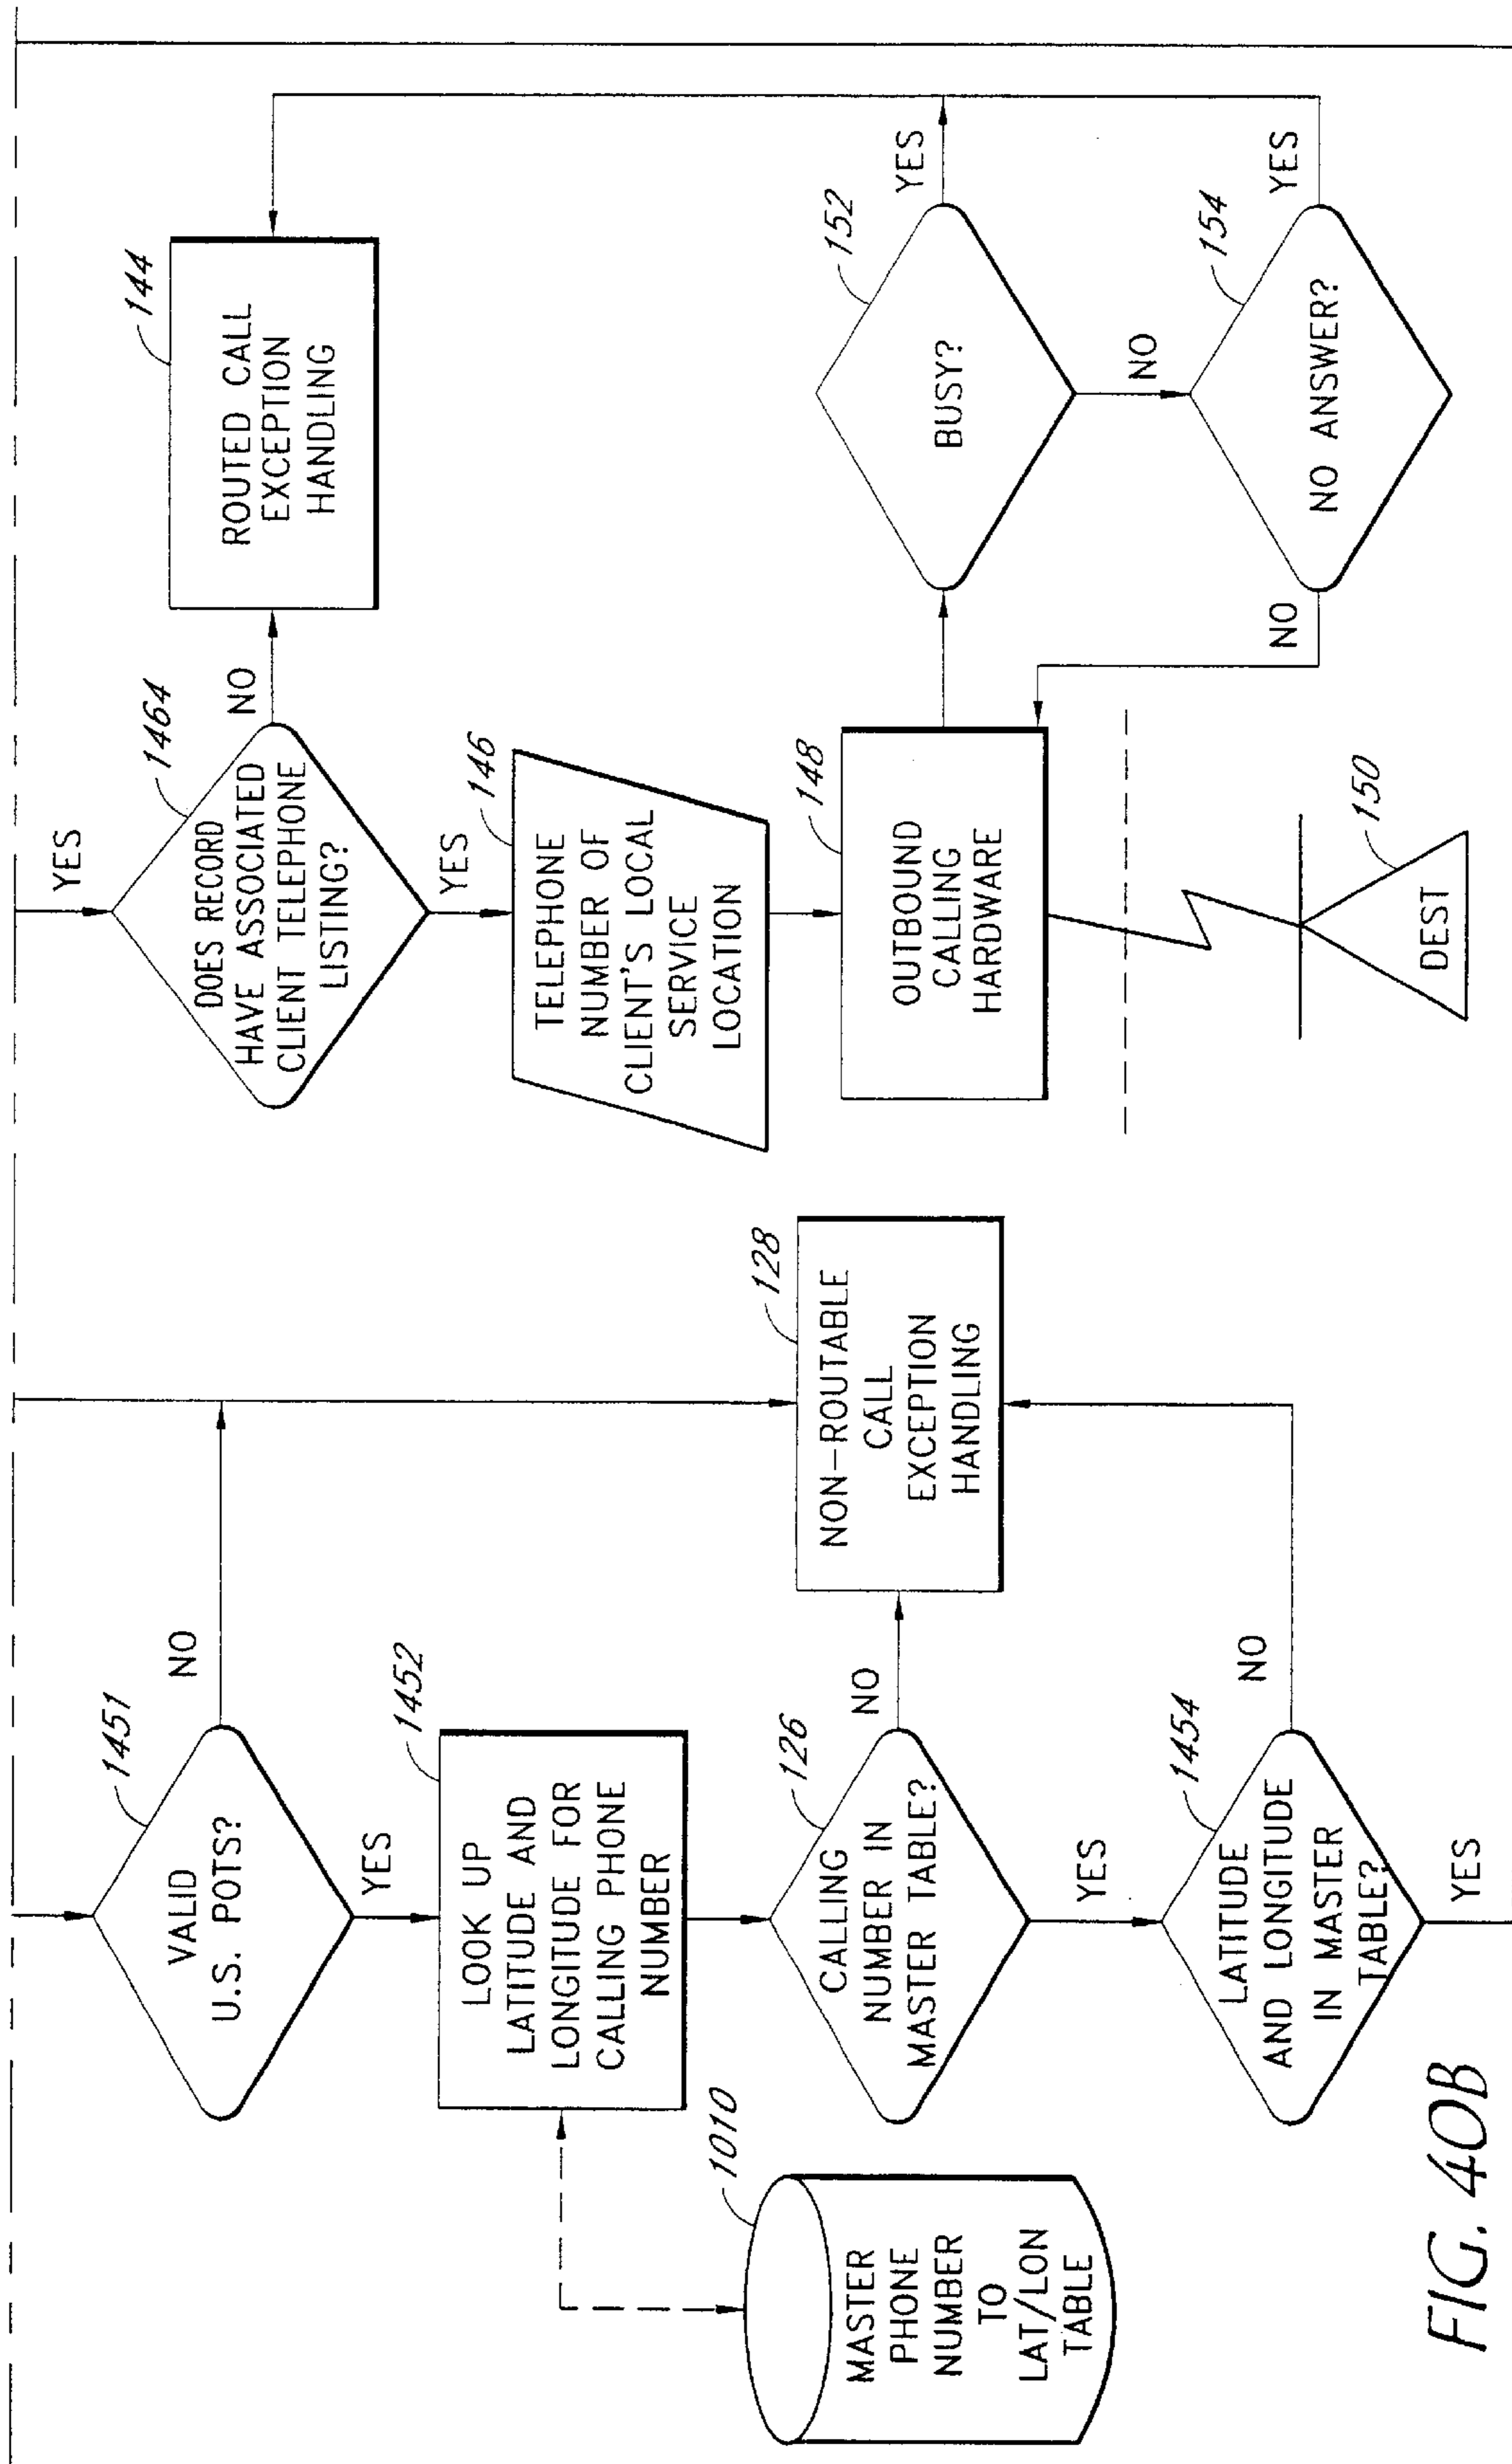 1451
VALID
U.S. POTS?
NO
YES
1452
LOOK UP
LATITUDE AND
LONGITUDE FOR
CALLING PHONE
NUMBER
1010
MASTER
PHONE
NUMBER
TO
LAT/LON
TABLE
126
CALLING
NUMBER IN
MASTER TABLE?
NO
YES
128
NON-ROUTABLE
CALL
EXCEPTION
HANDLING
1454
LATITUDE
AND LONGITUDE
IN MASTER
TABLE?
NO
YES
YES
1464
DOES RECORD
HAVE ASSOCIATED
CLIENT TELEPHONE
LISTING?
NO
YES
144
ROUTED CALL
EXCEPTION
HANDLING
146
TELEPHONE
NUMBER OF
CLIENT'S LOCAL
SERVICE
LOCATION
148
OUTBOUND
CALLING
HARDWARE
152
BUSY?
YES
NO
154
NO ANSWER?
YES
NO
150
DEST
FIG. 40B